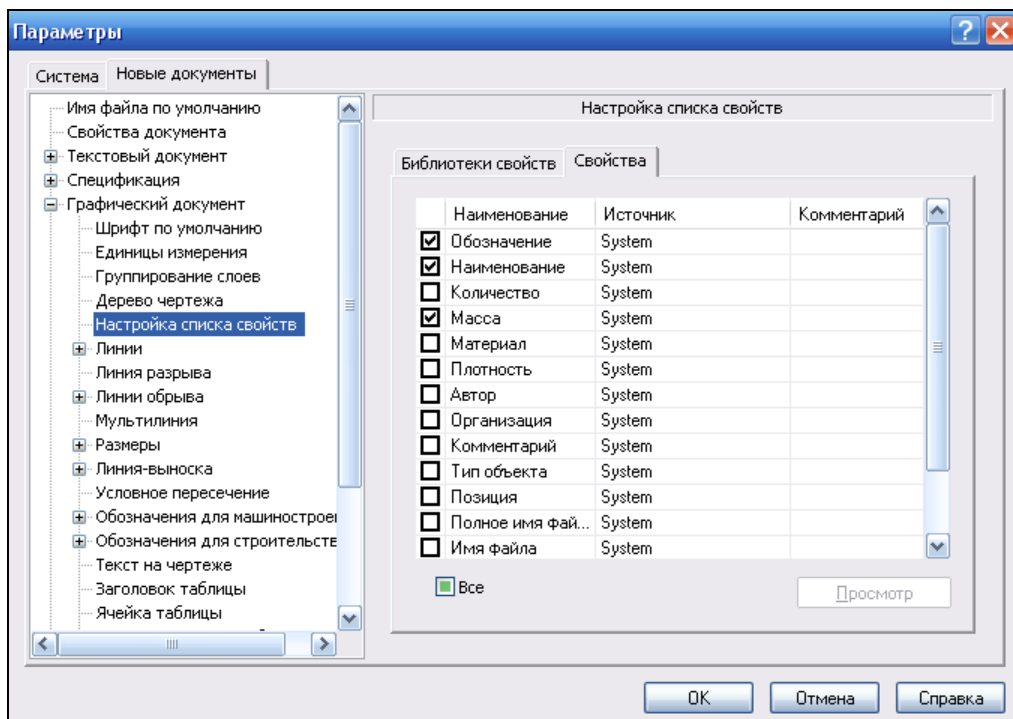 Параметры
Система
Новые документы
Имя файла по умолчанию
Свойства документа
Текстовый документ
Спецификация
Графический документ
Шрифт по умолчанию
Единицы измерения
Группирование слоев
Дерево чертежа
Настройка списка свойств
Линии
Линия разрыва
Линии обрыва
Мультилиния
Размеры
Линия-выноска
Условное пересечение
Обозначения для машинострое
Обозначения для строительств
Текст на чертеже
Заголовок таблицы
Ячейка таблицы
Настройка списка свойств
Библиотеки свойств
Свойства
Наименование Источник Комментарий
Обозначение System
Наименование System
Количество System
Масса System
Материал System
Плотность System
Автор System
Организация System
Комментарий System
Тип объекта System
Позиция System
Полное имя фай... System
Имя файла System
Все
Просмотр
OK
Отмена
Справка